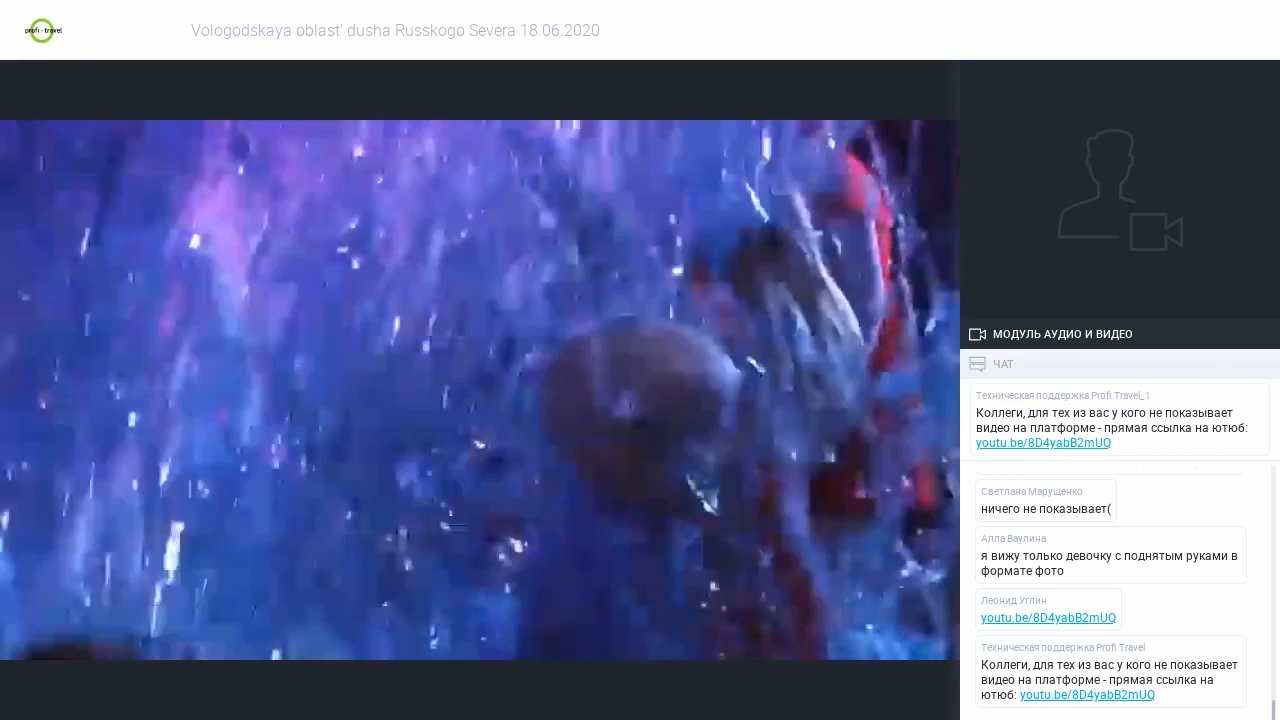 profi travel
Vologodskaya oblast' dusha Russkogo Severa 18.06.2020
МОДУЛЬ АУДИО И ВИДЕО
ЧАТ
Техническая поддержка Profi.Travel_1
Коллеги, для тех из вас у кого не показывает
видео на платформе - прямая ссылка на ютюб:
youtu.be/8D4yabB2mUQ
Светлана Марущенко
ничего не показывает(
Алла Ваулина
я вижу только девочку с поднятым руками в
формате фото
Леонид Углин
youtu.be/8D4yabB2mUQ
Техническая поддержка Profi.Travel
Коллеги, для тех из вас у кого не показывает
видео на платформе - прямая ссылка на
ютюб: youtu.be/8D4yabB2mUQ